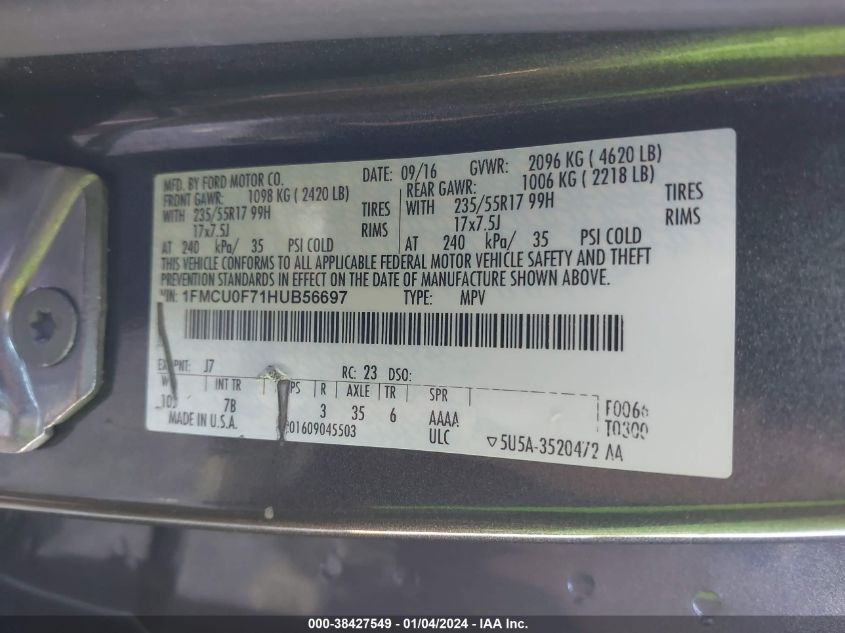 MFD. BY FORD MOTOR CO. DATE: 09/16 GVWR: 2096 KG ( 4620 LB)
FRONT GAWR: 1098 KG ( 2420 LB) REAR GAWR: 1006 KG ( 2218 LB)
WITH 235/55R17 99H TIRES WITH 235/55R17 99H TIRES
17x7.5J RIMS 17x7.5J RIMS
AT 240 kPa/ 35 PSI COLD AT 240 kPa/ 35 PSI COLD
THIS VEHICLE CONFORMS TO ALL APPLICABLE FEDERAL MOTOR VEHICLE SAFETY AND THEFT
PREVENTION STANDARDS IN EFFECT ON THE DATE OF MANUFACTURE SHOWN ABOVE.
VIN: 1FMCU0F71HUB56697 TYPE: MPV
EXT PNT: J7 RC: 23 DSO:
INT TR PS R AXLE TR SPR
7B 3 35 6 AAAA F0066
MADE IN U.S.A. 01609045503 ULC T0300
▽5U5A-3520472 AA
000-38427549 - 01/04/2024 - IAA Inc.